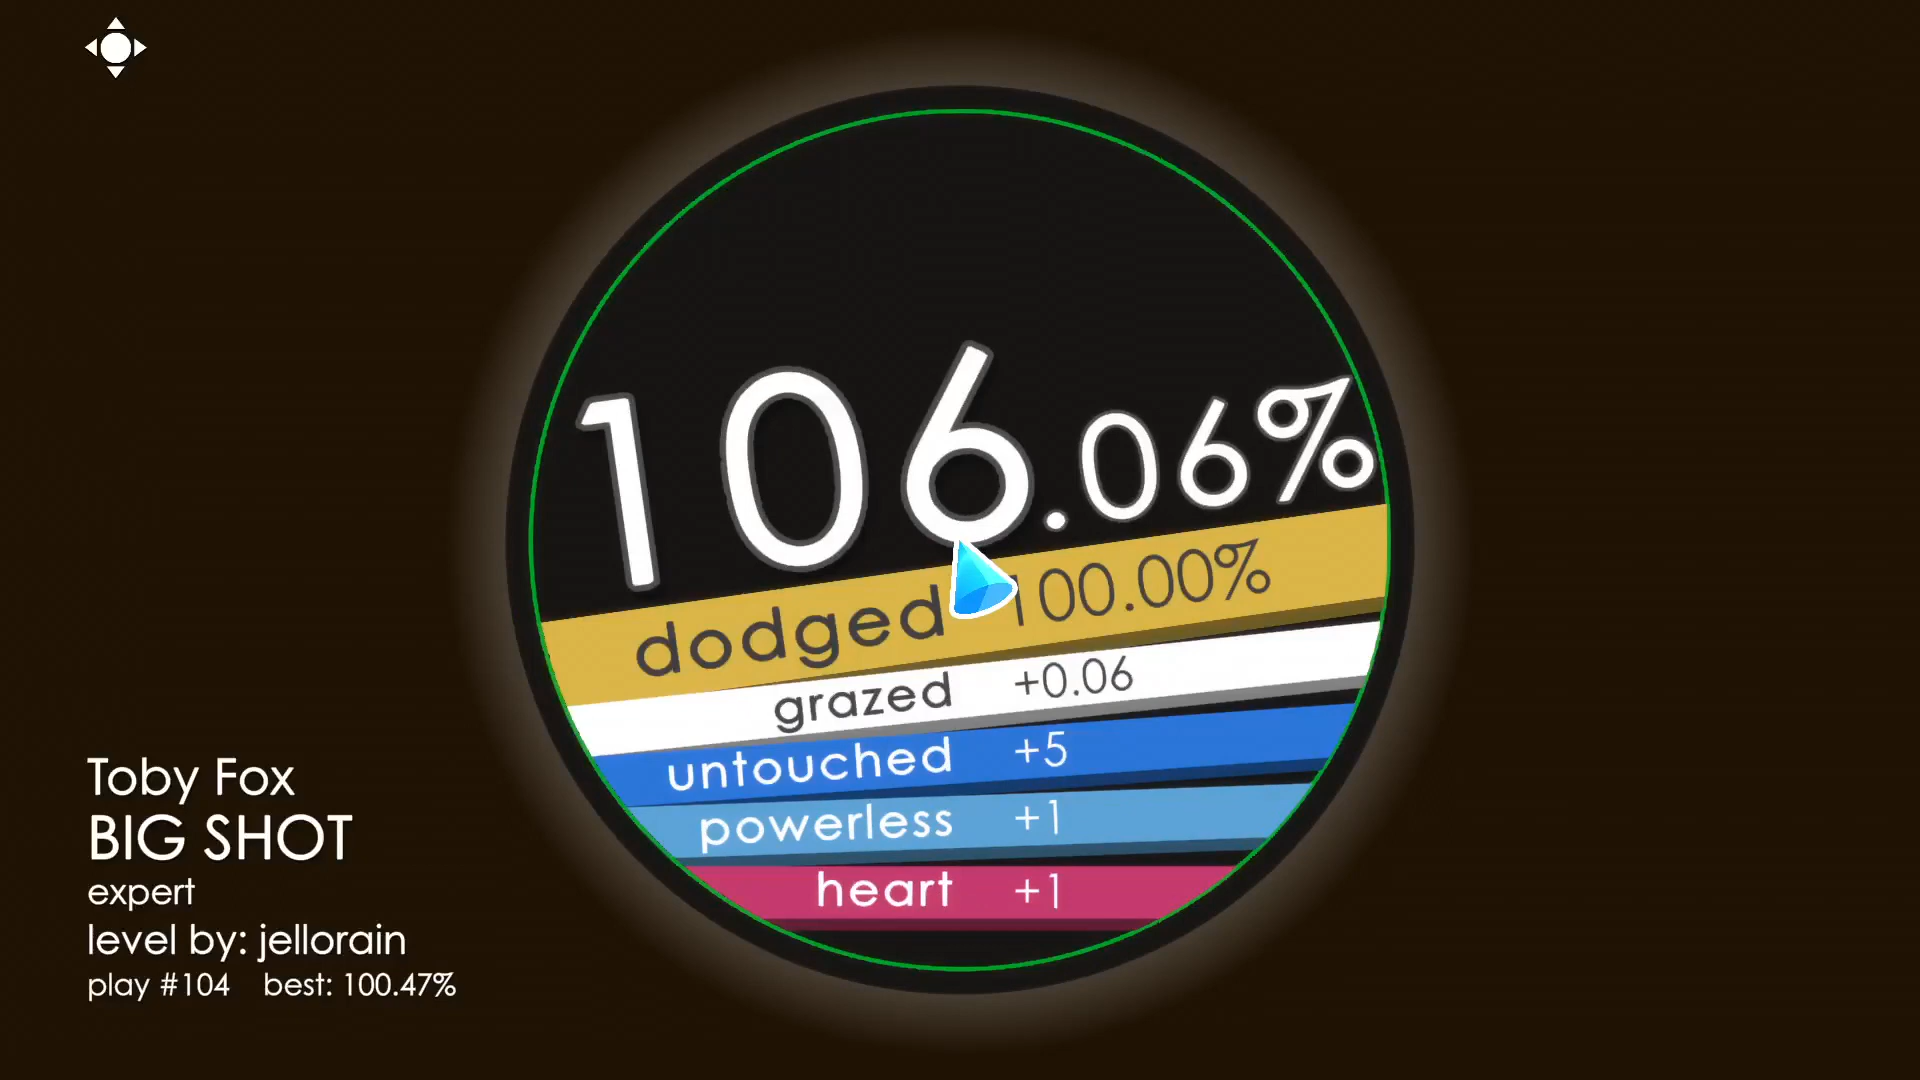 106.06%
dodged 100.00%
grazed +0.06
untouched +5
powerless +1
heart +1
Toby Fox
BIG SHOT
expert
level by: jellorain
play #104 best: 100.47%